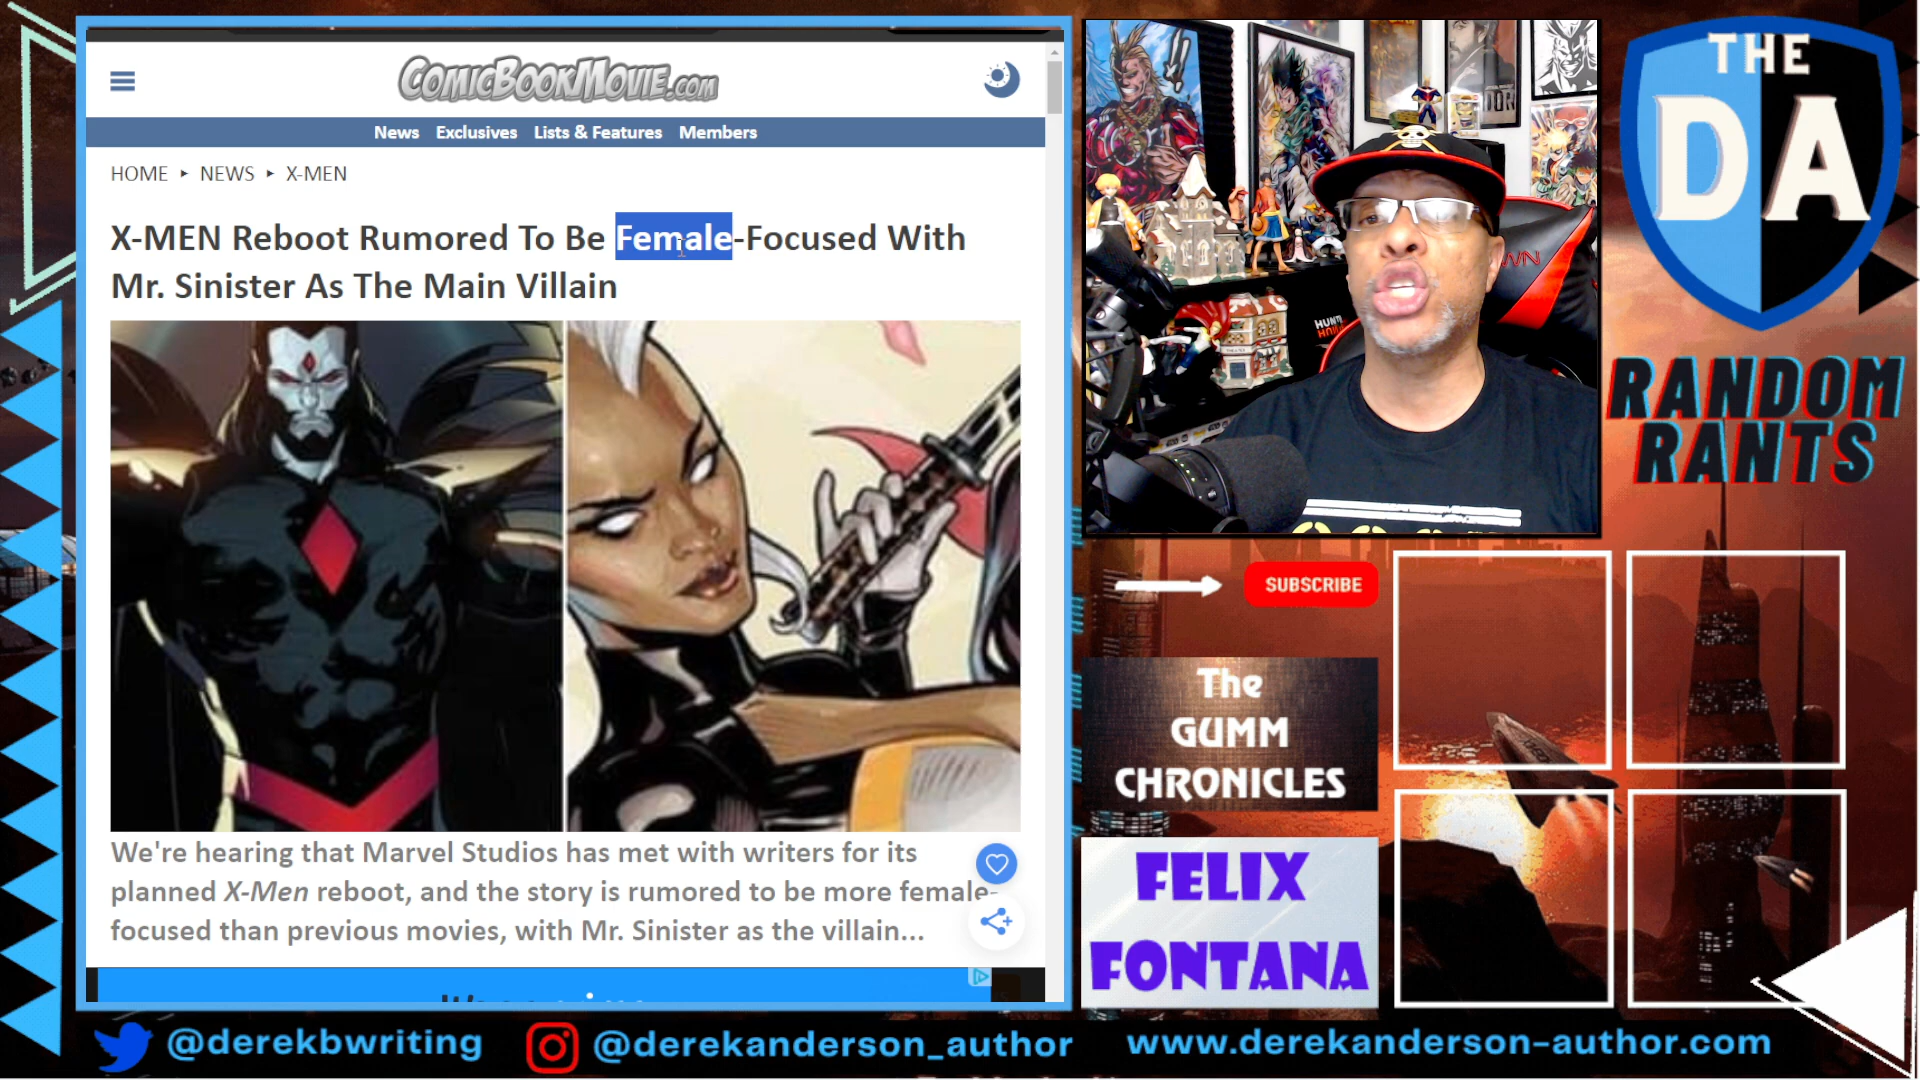 COMICBOOKMOVIE.COM
News Exclusives Lists & Features Members
HOME ‣ NEWS ‣ X-MEN
X-MEN Reboot Rumored To Be Female-Focused With
Mr. Sinister As The Main Villain
We're hearing that Marvel Studios has met with writers for its
planned X-Men reboot, and the story is rumored to be more female-
focused than previous movies, with Mr. Sinister as the villain...
THE
DA
RANDOM
RANTS
SUBSCRIBE
The
GUMM
CHRONICLES
FELIX
FONTANA
@derekbwriting
@derekanderson_author
www.derekanderson-author.com